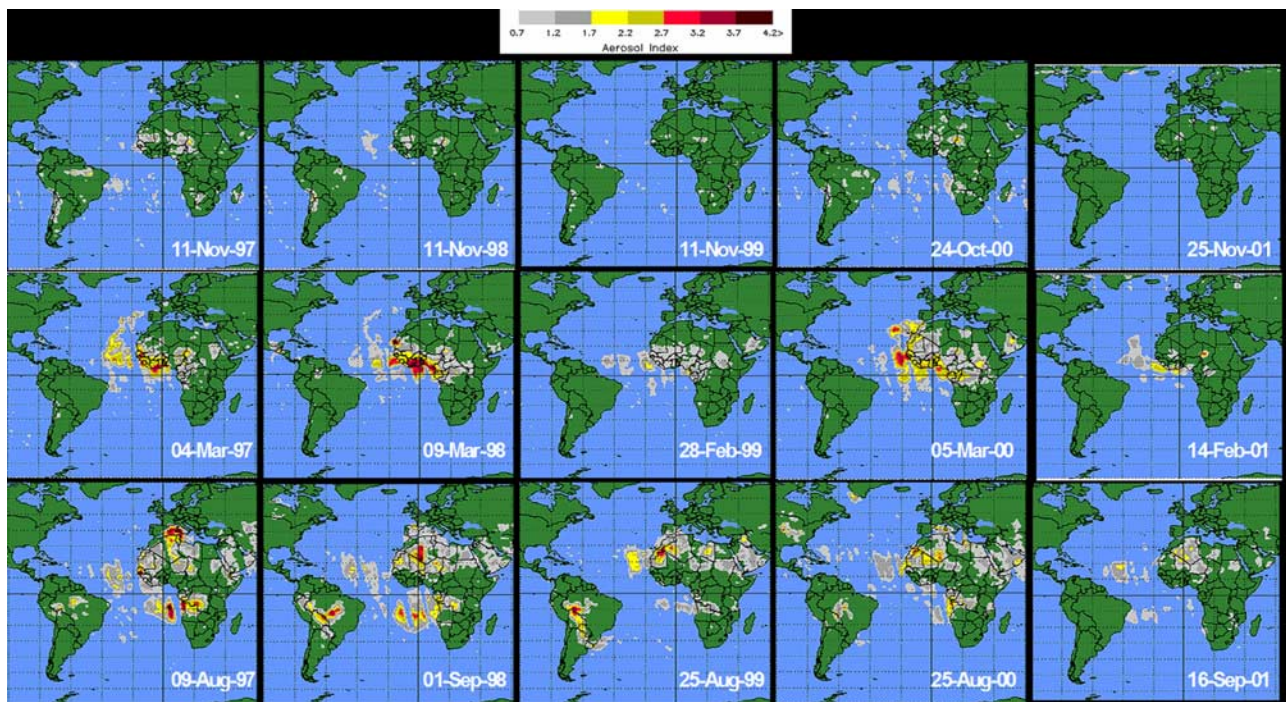 0.7 1.2 1.7 2.2 2.7 3.2 3.7 4.2>
Aerosol Index
11-Nov-97 11-Nov-98 11-Nov-99 24-Oct-00 25-Nov-01
04-Mar-97 09-Mar-98 28-Feb-99 05-Mar-00 14-Feb-01
09-Aug-97 01-Sep-98 25-Aug-99 25-Aug-00 16-Sep-01